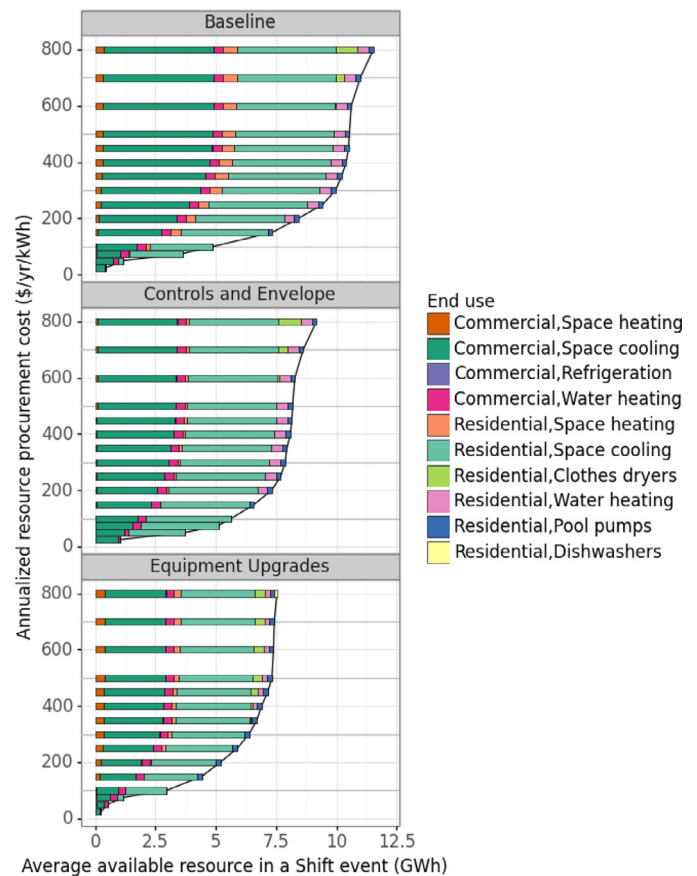 Baseline
800
600
400
200
0
Controls and Envelope
800
600
400
200
0
Equipment Upgrades
800
600
400
200
0
0 2.5 5 7.5 10 12.5
Average available resource in a Shift event (GWh)
Annualized resource procurement cost ($/yr/kWh)
End use
Commercial,Space heating
Commercial,Space cooling
Commercial,Refrigeration
Commercial,Water heating
Residential,Space heating
Residential,Space cooling
Residential,Clothes dryers
Residential,Water heating
Residential,Pool pumps
Residential,Dishwashers